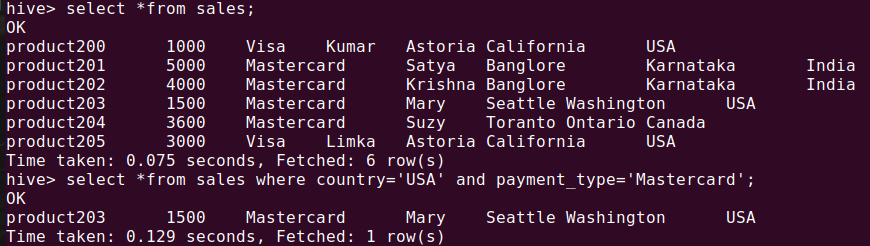 hive> select *from sales;
OK
product200 1000 Visa Kumar Astoria California USA
product201 5000 Mastercard Satya Banglore Karnataka India
product202 4000 Mastercard Krishna Banglore Karnataka India
product203 1500 Mastercard Mary Seattle Washington USA
product204 3600 Mastercard Suzy Toranto Ontario Canada
product205 3000 Visa Limka Astoria California USA
Time taken: 0.075 seconds, Fetched: 6 row(s)
hive> select *from sales where country='USA' and payment_type='Mastercard';
OK
product203 1500 Mastercard Mary Seattle Washington USA
Time taken: 0.129 seconds, Fetched: 1 row(s)